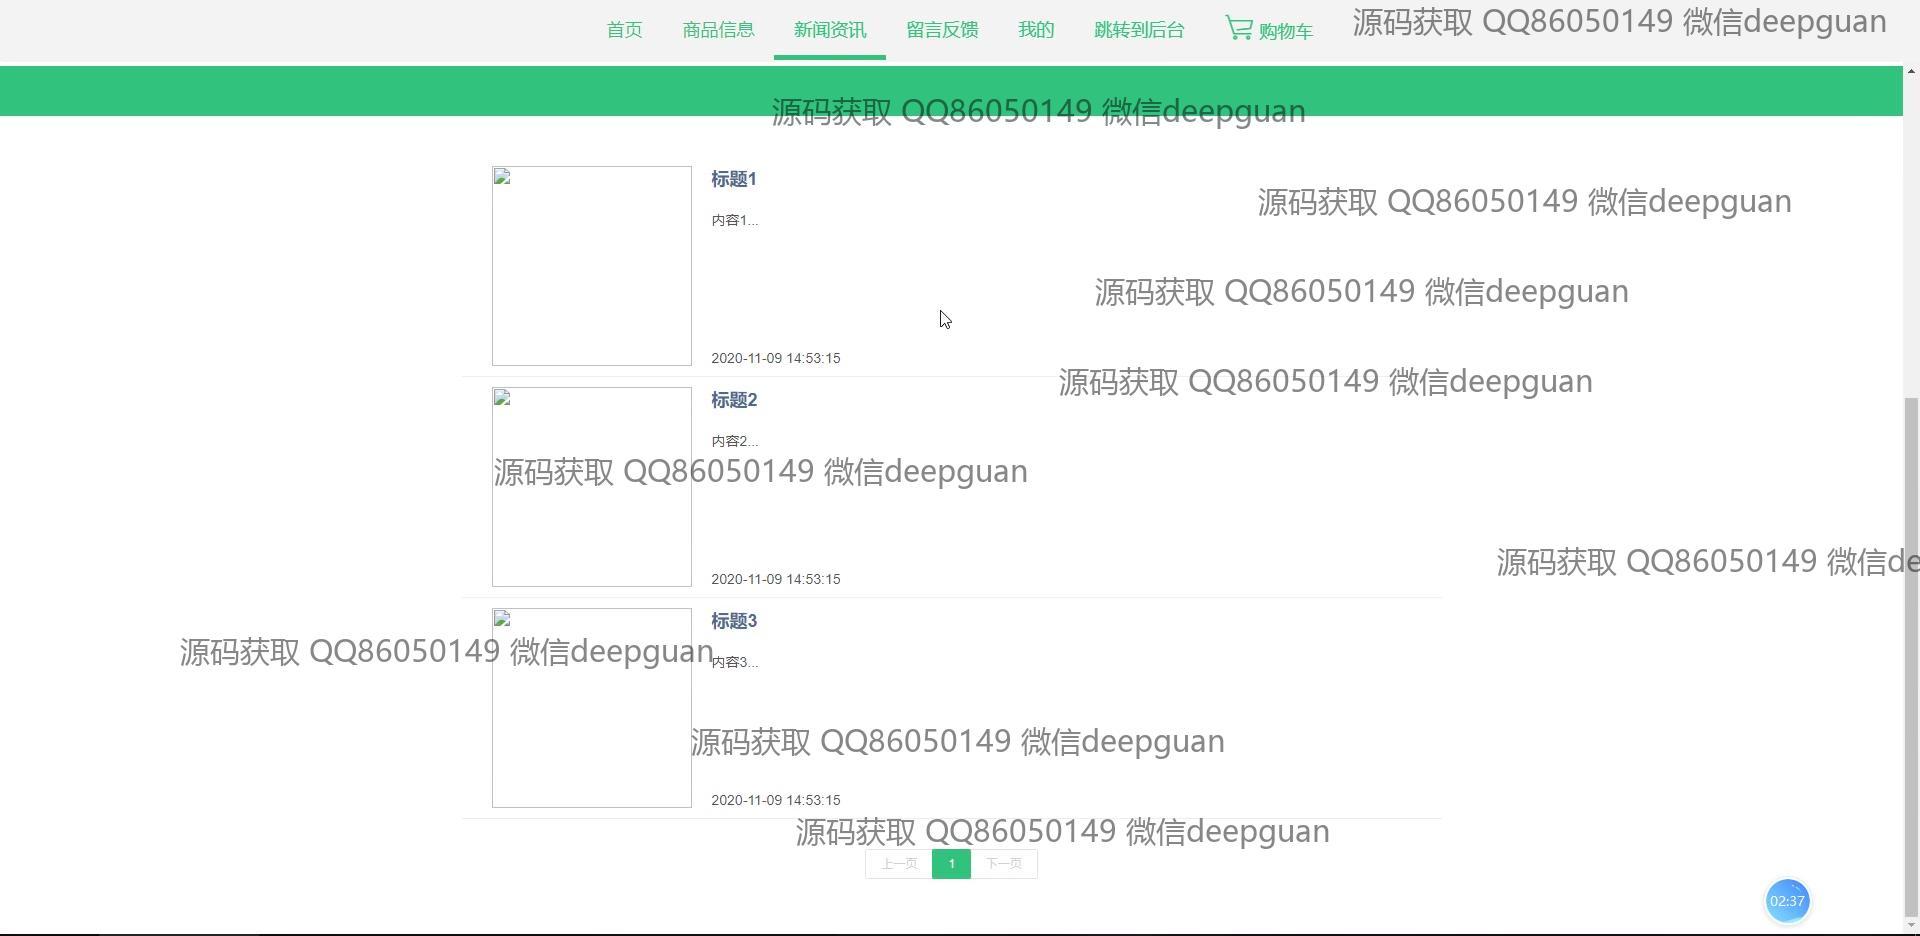 首页 商品信息 新闻资讯 留言反馈 我的 跳转到后台 购物车 源码获取 QQ86050149 微信deepguan
源码获取 QQ86050149 微信deepguan
标题1
源码获取 QQ86050149 微信deepguan
内容1...
源码获取 QQ86050149 微信deepguan
2020-11-09 14:53:15
源码获取 QQ86050149 微信deepguan
标题2
内容2...
源码获取 QQ86050149 微信deepguan
源码获取 QQ86050149 微信de
2020-11-09 14:53:15
标题3
源码获取 QQ86050149 微信deepguan
内容3...
源码获取 QQ86050149 微信deepguan
2020-11-09 14:53:15
源码获取 QQ86050149 微信deepguan
上一页 1 下一页
02:37